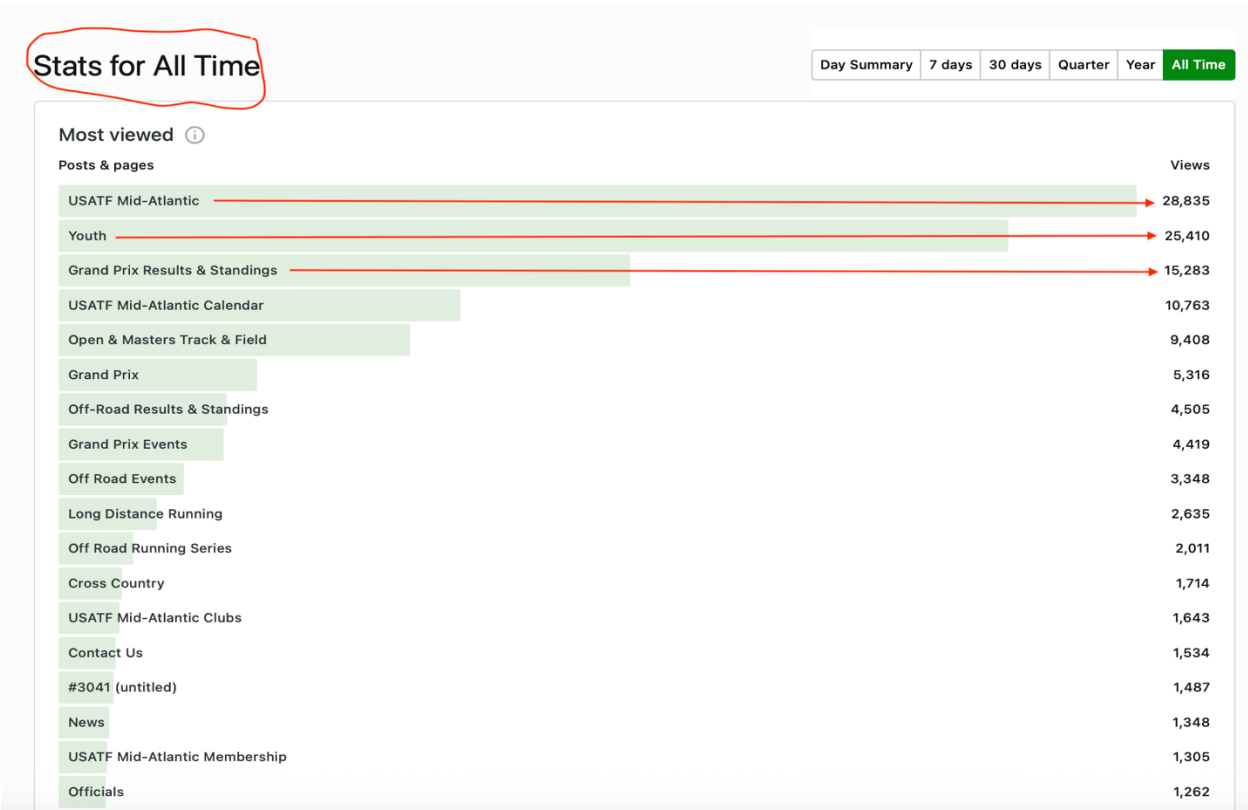 Stats for All Time
Day Summary 7 days 30 days Quarter Year All Time
Most viewed
Posts & pages Views
USATF Mid-Atlantic 28,835
Youth 25,410
Grand Prix Results & Standings 15,283
USATF Mid-Atlantic Calendar 10,763
Open & Masters Track & Field 9,408
Grand Prix 5,316
Off-Road Results & Standings 4,505
Grand Prix Events 4,419
Off Road Events 3,348
Long Distance Running 2,635
Off Road Running Series 2,011
Cross Country 1,714
USATF Mid-Atlantic Clubs 1,643
Contact Us 1,534
#3041 (untitled) 1,487
News 1,348
USATF Mid-Atlantic Membership 1,305
Officials 1,262